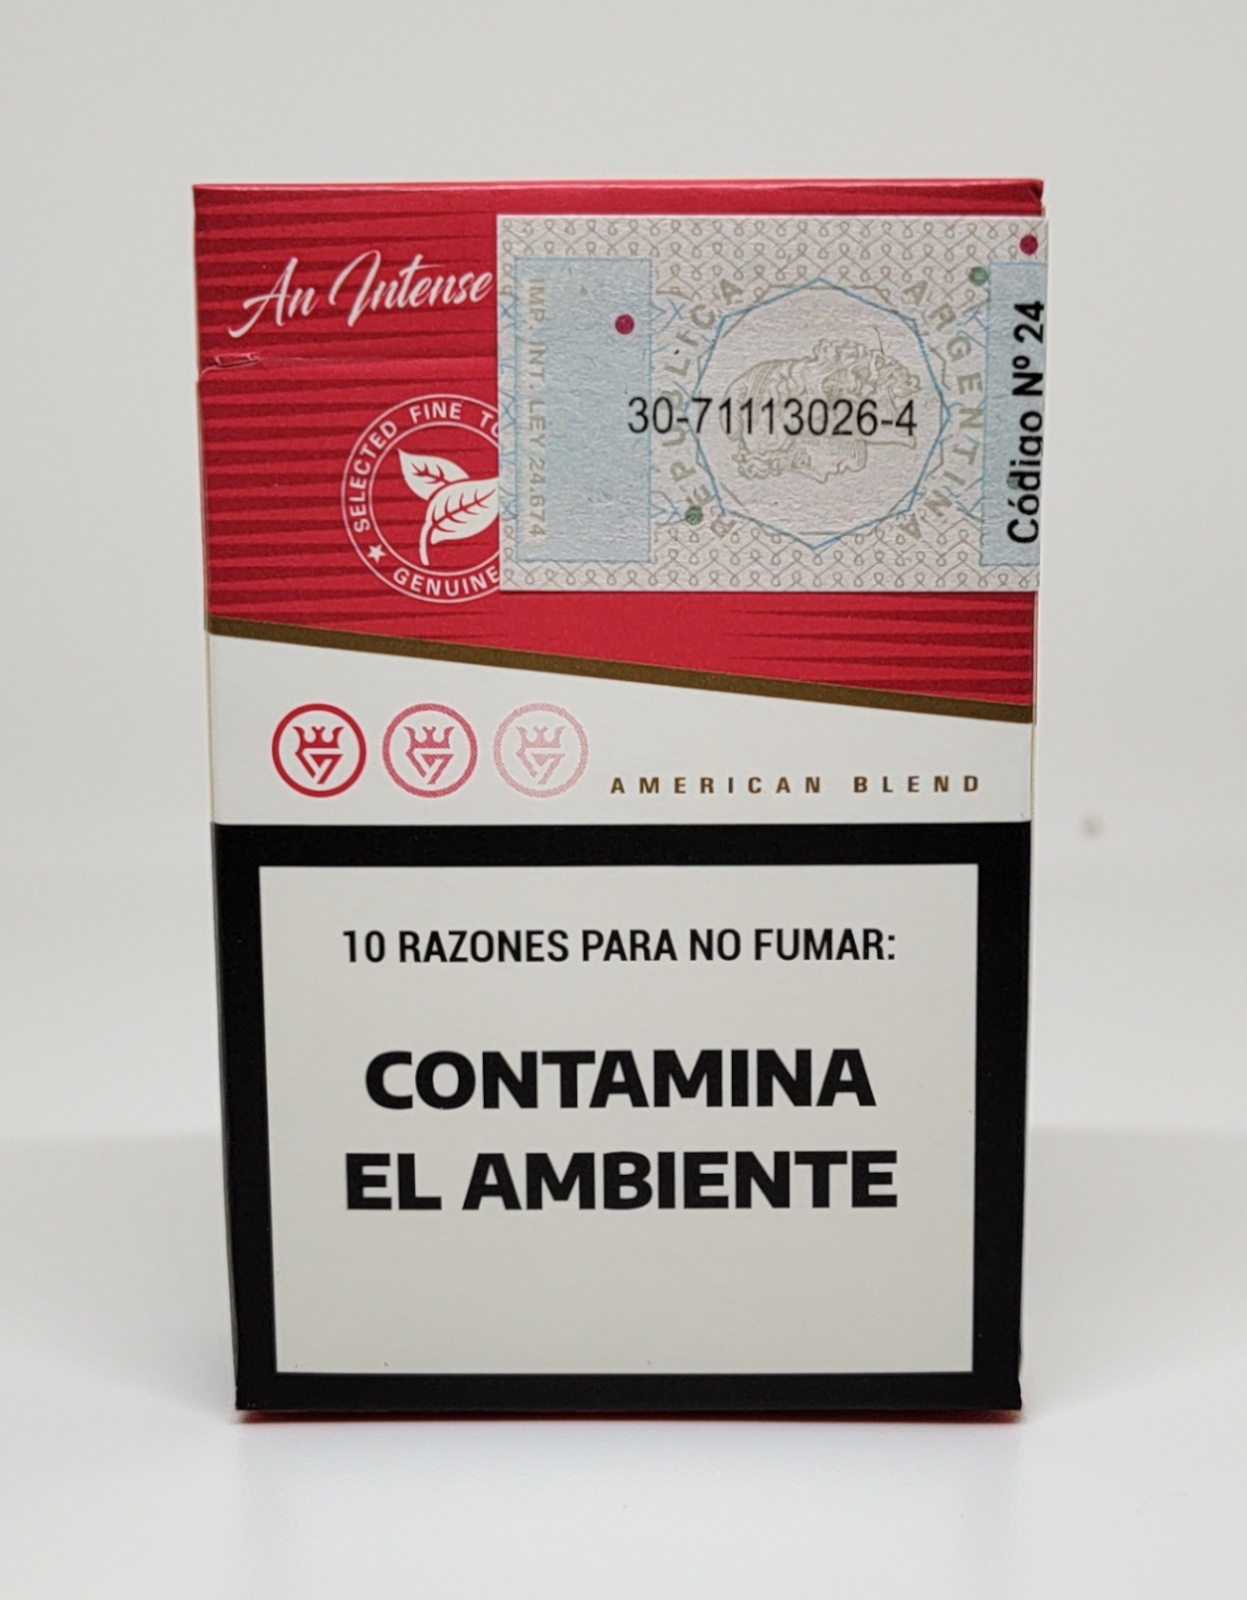 An Intense
SELECTED FINE
GENUINE
IMP. INT. LEY 24.674
REPUBLICA ARGENTINA
30-71113026-4
Código Nº 24
AMERICAN BLEND
10 RAZONES PARA NO FUMAR:
CONTAMINA
EL AMBIENTE